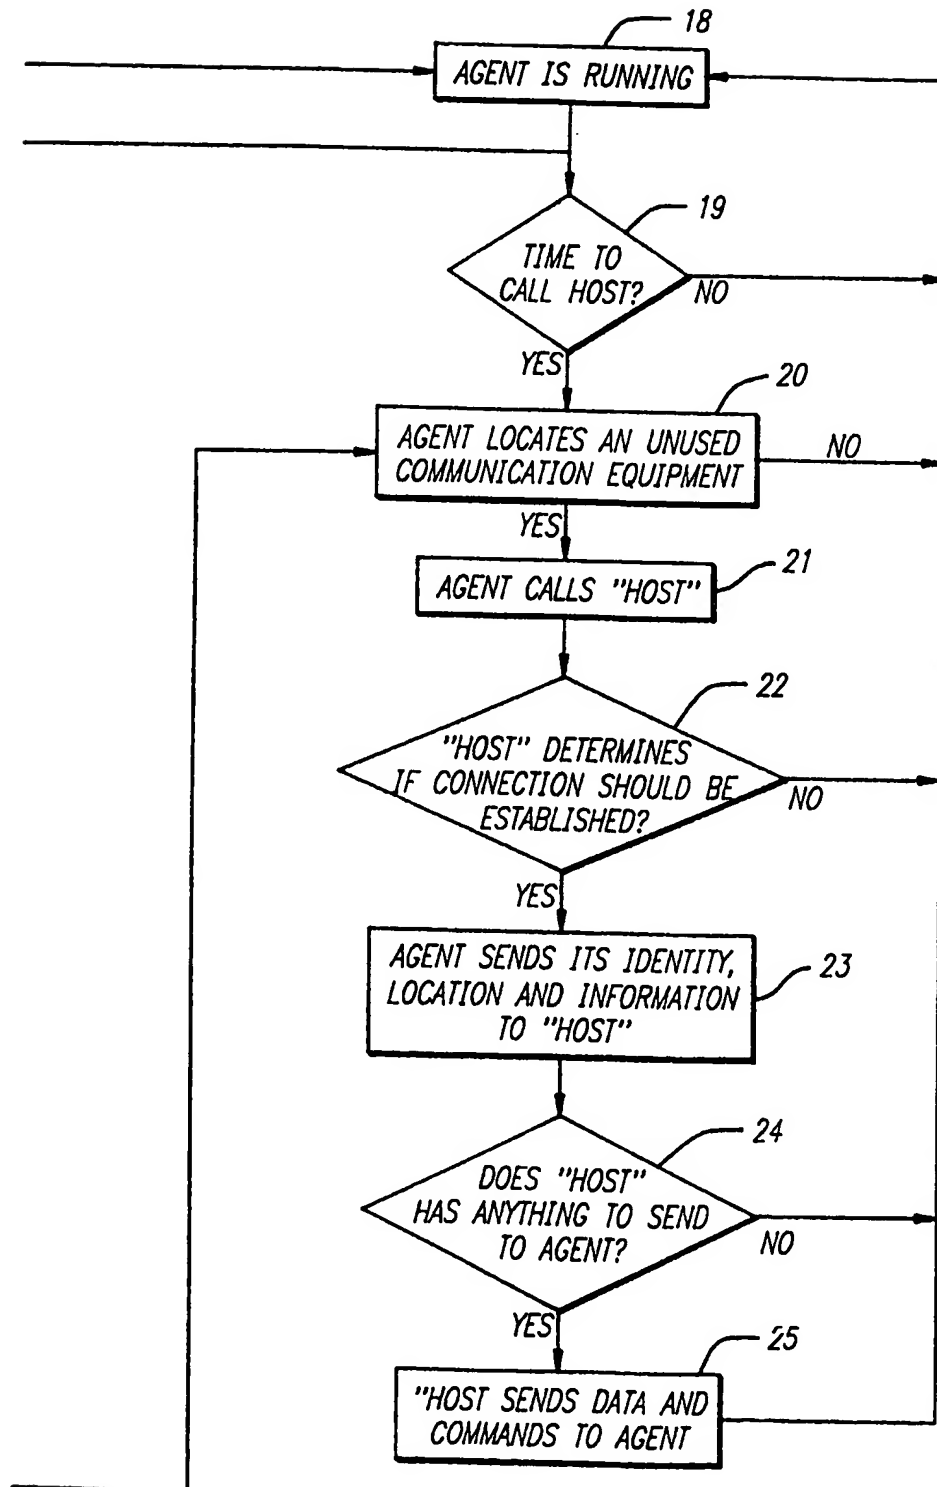 18
AGENT IS RUNNING
19
TIME TO
CALL HOST?
NO
YES
20
AGENT LOCATES AN UNUSED
COMMUNICATION EQUIPMENT
NO
YES
21
AGENT CALLS "HOST"
22
"HOST" DETERMINES
IF CONNECTION SHOULD BE
ESTABLISHED?
NO
YES
23
AGENT SENDS ITS IDENTITY,
LOCATION AND INFORMATION
TO "HOST"
24
DOES "HOST"
HAS ANYTHING TO SEND
TO AGENT?
NO
YES
25
"HOST SENDS DATA AND
COMMANDS TO AGENT